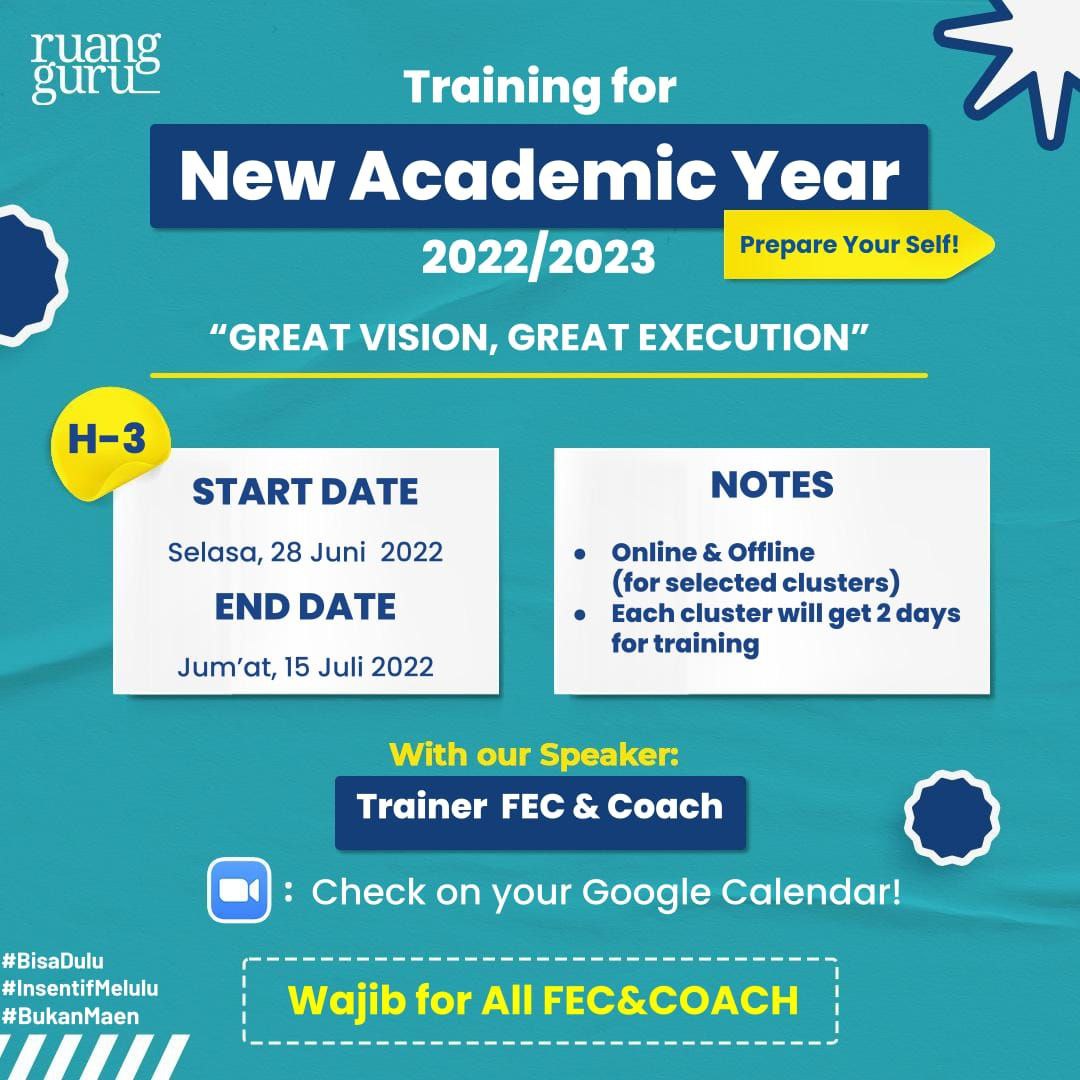 ruang
guru
Training for
New Academic Year
2022/2023
Prepare Your Self!
“GREAT VISION, GREAT EXECUTION”
H-3
START DATE
Selasa, 28 Juni 2022
END DATE
Jum’at, 15 Juli 2022
NOTES
• Online & Offline
(for selected clusters)
• Each cluster will get 2 days
for training
With our Speaker:
Trainer FEC & Coach
: Check on your Google Calendar!
#BisaDulu
#InsentifMelulu
#BukanMaen
Wajib for All FEC&COACH